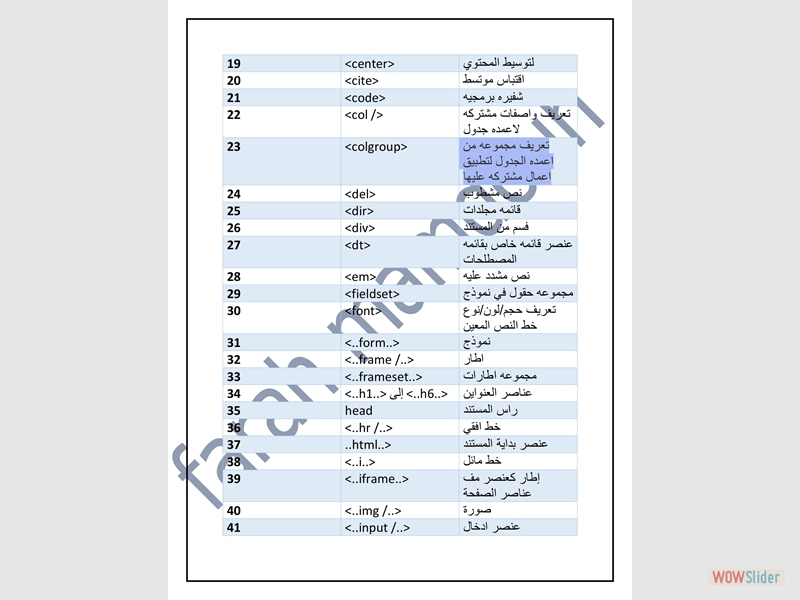 19 <center> لتوسيط المحتوي
20 <cite> اقتباس موتسط
21 <code> شفيره برمجيه
22 <col /> تعريف واصفات مشتركه
لاعمده جدول
23 <colgroup> تعريف مجموعه من
اعمده الجدول لتطبيق
اعمال مشتركه عليها
24 <del> نص مشطوب
25 <dir> قائمه مجلدات
26 <div> قسم من المستند
27 <dt> عنصر قائمه خاص بقائمه
المصطلحات
28 <em> نص مشدد عليه
29 <fieldset> مجموعه حقول في نموذج
30 <font> تعريف حجم/لون/نوع
خط النص المعين
31 <..form..> نموذج
32 <..frame /..> اطار
33 <..frameset..> مجموعه اطارات
34 <..h1..> إلى <..h6..> عناصر العنواين
35 head راس المستند
36 <..hr /..> خط افقي
37 ..html..> عنصر بداية المستند
38 <..i..> خط مائل
39 <..iframe..> إطار كعنصر مف
عناصر الصفحة
40 <..img /..> صورة
41 <..input /..> عنصر ادخال
WOWSlider